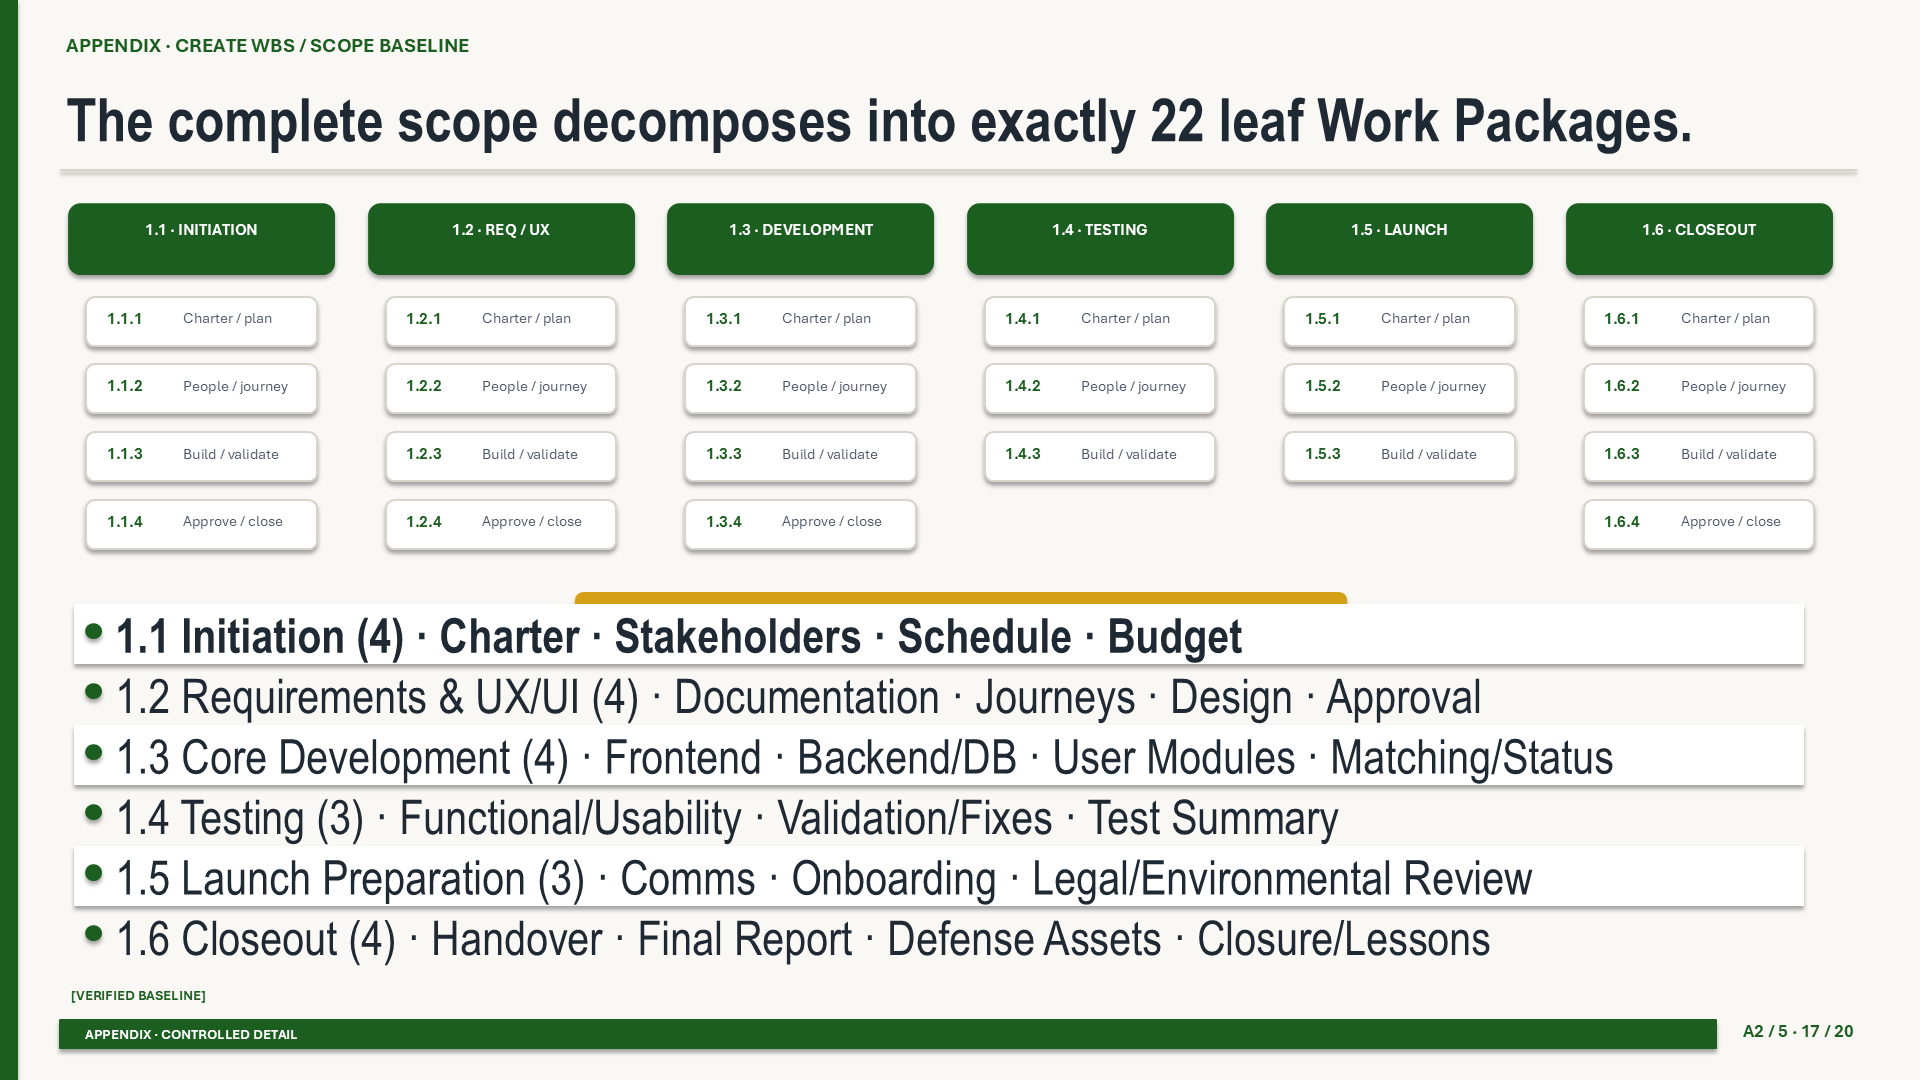 APPENDIX · CREATE WBS / SCOPE BASELINE
The complete scope decomposes into exactly 22 leaf Work Packages.
1.1 · INITIATION
1.2 · REQ / UX
1.3 · DEVELOPMENT
1.4 · TESTING
1.5 · LAUNCH
1.6 · CLOSEOUT
1.1.1 Charter / plan
1.2.1 Charter / plan
1.3.1 Charter / plan
1.4.1 Charter / plan
1.5.1 Charter / plan
1.6.1 Charter / plan
1.1.2 People / journey
1.2.2 People / journey
1.3.2 People / journey
1.4.2 People / journey
1.5.2 People / journey
1.6.2 People / journey
1.1.3 Build / validate
1.2.3 Build / validate
1.3.3 Build / validate
1.4.3 Build / validate
1.5.3 Build / validate
1.6.3 Build / validate
1.1.4 Approve / close
1.2.4 Approve / close
1.3.4 Approve / close
1.6.4 Approve / close
1.1 Initiation (4) · Charter · Stakeholders · Schedule · Budget
1.2 Requirements & UX/UI (4) · Documentation · Journeys · Design · Approval
1.3 Core Development (4) · Frontend · Backend/DB · User Modules · Matching/Status
1.4 Testing (3) · Functional/Usability · Validation/Fixes · Test Summary
1.5 Launch Preparation (3) · Comms · Onboarding · Legal/Environmental Review
1.6 Closeout (4) · Handover · Final Report · Defense Assets · Closure/Lessons
[VERIFIED BASELINE]
APPENDIX · CONTROLLED DETAIL
A2 / 5 · 17 / 20